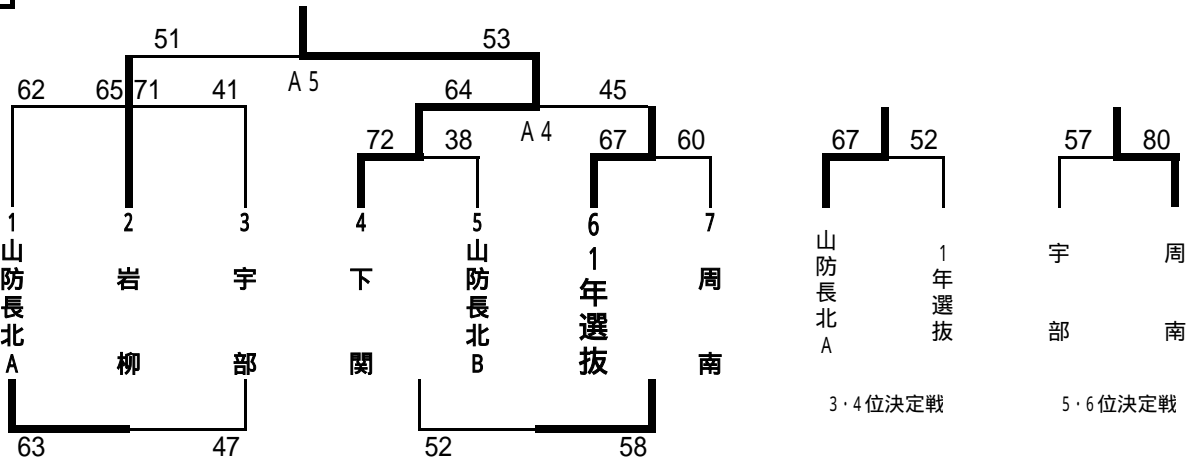 51 53
A 5
62 65 71 41 64 45
A 4
72 38 67 60 67 52 57 80
1 山防長北A
2 岩柳
3 宇部
4 下関
5 山防長北B
6 1年選抜
7 周南
山防長北A
1年選抜
宇部
周南
3・4位決定戦 5・6位決定戦
63 47 52 58